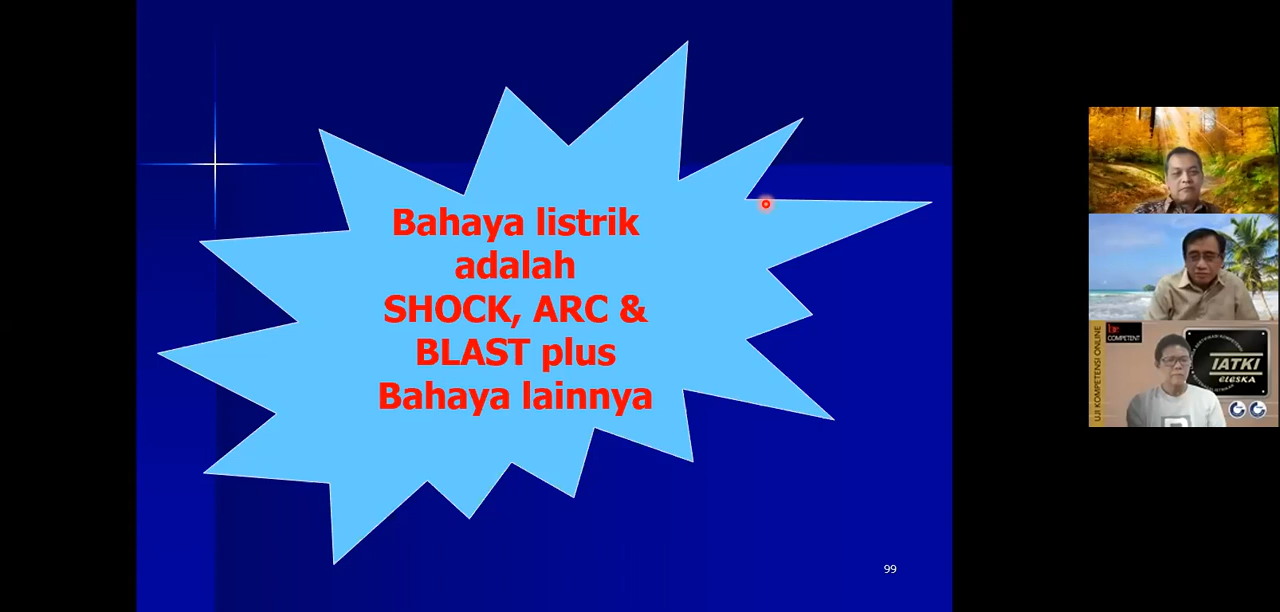 Bahaya listrik
adalah
SHOCK, ARC &
BLAST plus
Bahaya lainnya
99
UJI KOMPETENSI ONLINE
COMPETENT
IATKI
eleska